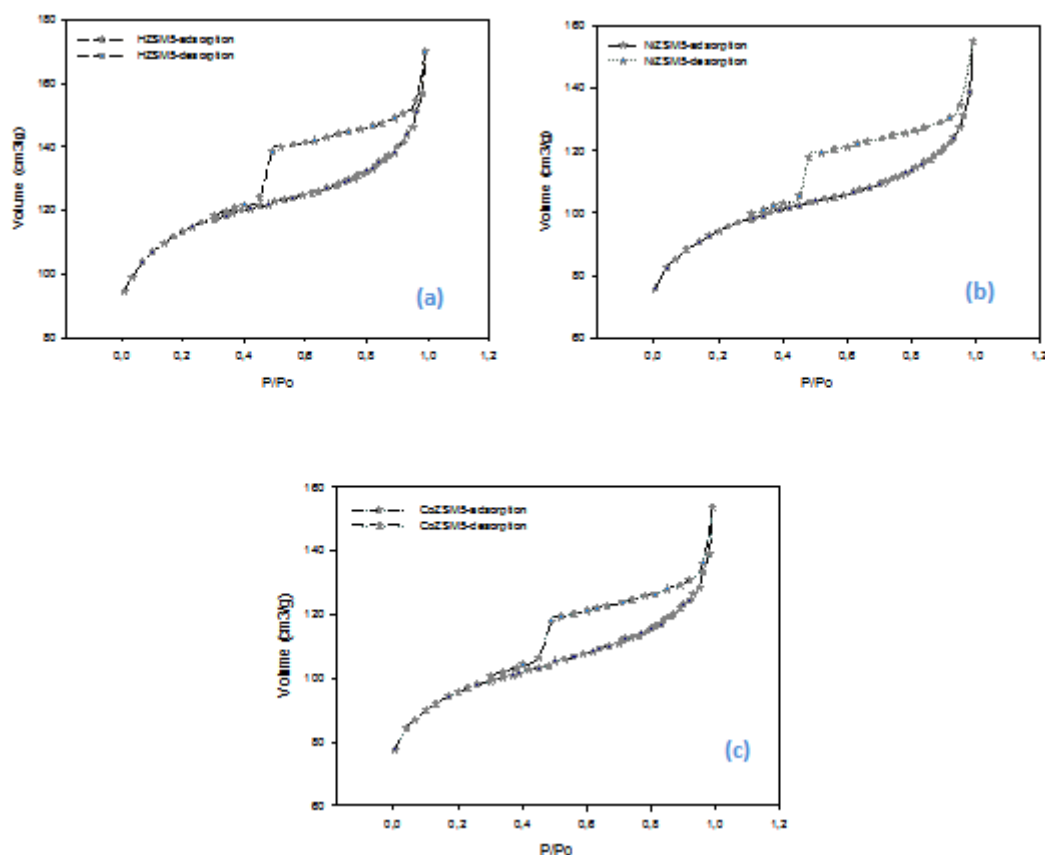 180
160
140
120
100
80
0,0 0,2 0,4 0,6 0,8 1,0 1,2
Volume (cm3/g)
P/Po
HZSM5-adsorption
HZSM5-desorption
(a)
160
140
120
100
80
60
0,0 0,2 0,4 0,6 0,8 1,0 1,2
Volume (cm3/g)
P/Po
NiZSM5-adsorption
NiZSM5-desorption
(b)
160
140
120
100
80
60
0,0 0,2 0,4 0,6 0,8 1,0 1,2
Volume (cm3/g)
P/Po
CoZSM5-adsorption
CoZSM5-desorption
(c)